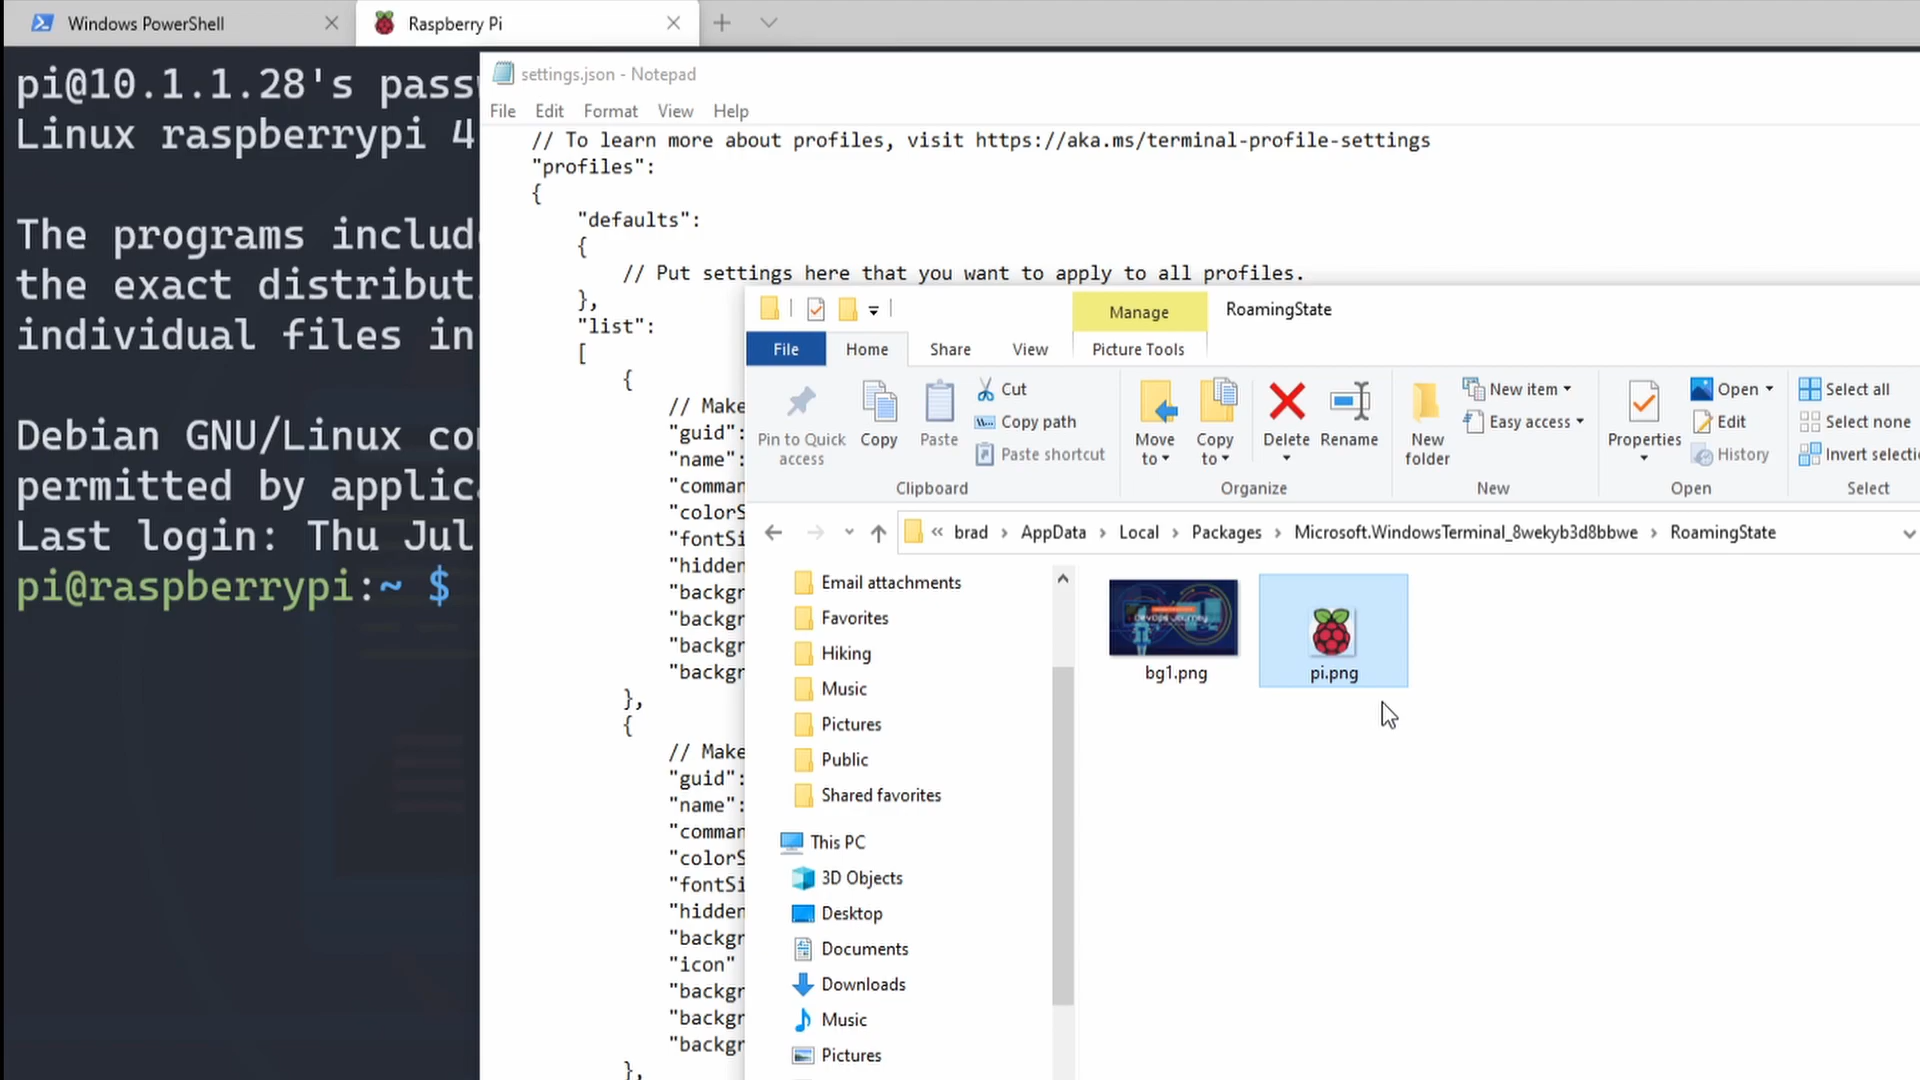 Windows PowerShell
Raspberry Pi
pi@10.1.1.28's pass
Linux raspberrypi 4
The programs includ
the exact distribut
individual files in
Debian GNU/Linux co
permitted by applic
Last login: Thu Jul
pi@raspberrypi:~ $
settings.json - Notepad
File Edit Format View Help
// To learn more about profiles, visit https://aka.ms/terminal-profile-settings
"profiles":
{
"defaults":
{
// Put settings here that you want to apply to all profiles.
},
"list":
[
{
// Make
"guid":
"name":
"comman
"colorS
"fontSi
"hidden
"backgr
"backgr
"backgr
"backgr
},
{
// Make
"guid":
"name":
"comman
"colorS
"fontSi
"hidden
"backgr
"icon"
"backgr
"backgr
"backgr
},
Manage
RoamingState
File Home Share View Picture Tools
Pin to Quick access
Copy
Paste
Cut
Copy path
Paste shortcut
Clipboard
Move to
Copy to
Delete
Rename
Organize
New folder
New item
Easy access
New
Properties
Open
Edit
History
Open
Select all
Select none
Invert selecti
Select
« brad > AppData > Local > Packages > Microsoft.WindowsTerminal_8wekyb3d8bbwe > RoamingState
Email attachments
Favorites
Hiking
Music
Pictures
Public
Shared favorites
This PC
3D Objects
Desktop
Documents
Downloads
Music
Pictures
DevOps Journey
bg1.png
pi.png